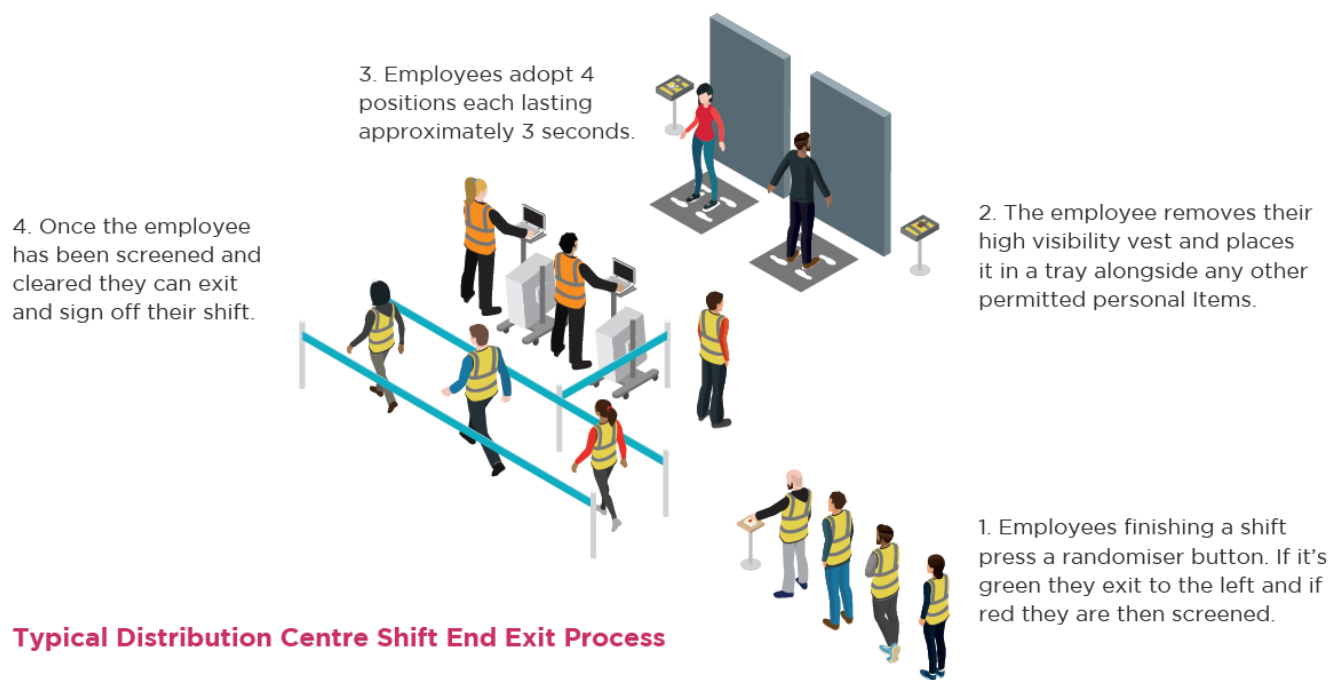 3. Employees adopt 4
positions each lasting
approximately 3 seconds.
4. Once the employee
has been screened and
cleared they can exit
and sign off their shift.
2. The employee removes their
high visibility vest and places
it in a tray alongside any other
permitted personal Items.
1. Employees finishing a shift
press a randomiser button. If it’s
green they exit to the left and if
red they are then screened.
Typical Distribution Centre Shift End Exit Process